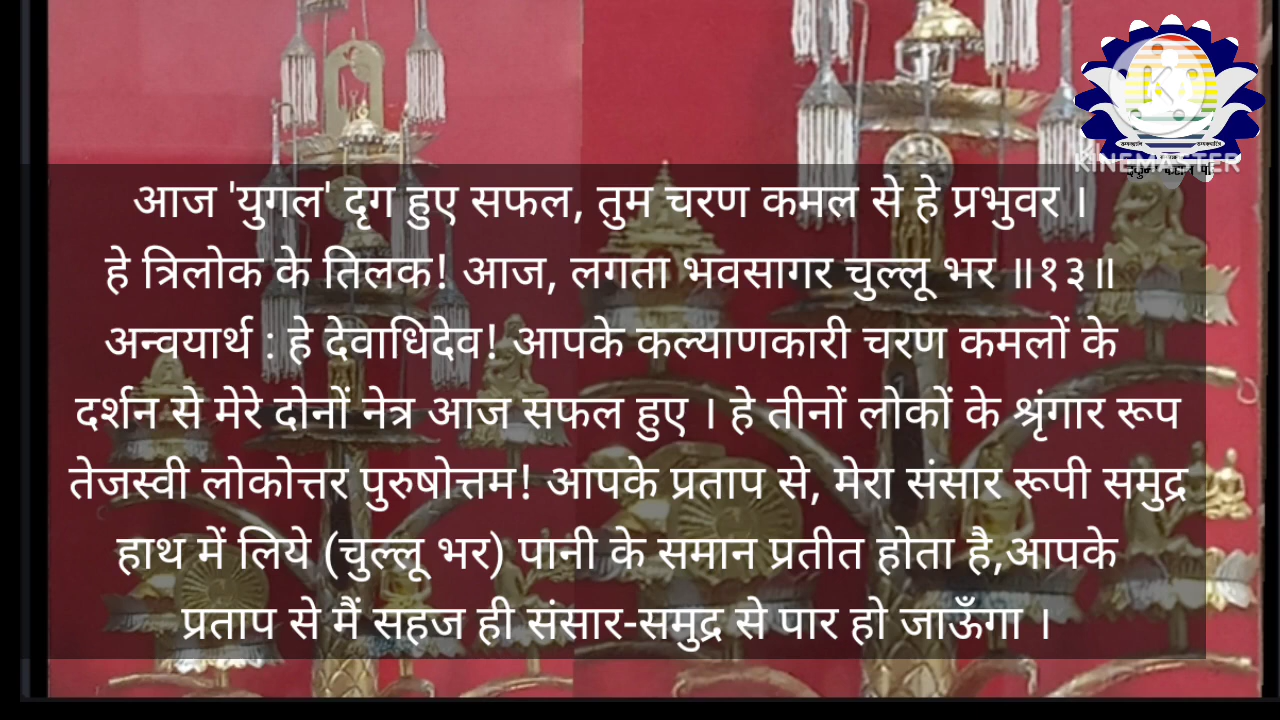 आज 'युगल' दृग हुए सफल, तुम चरण कमल से हे प्रभुवर ।
हे त्रिलोक के तिलक! आज, लगता भवसागर चुल्लू भर ॥१३॥
अन्वयार्थ : हे देवाधिदेव! आपके कल्याणकारी चरण कमलों के
दर्शन से मेरे दोनों नेत्र आज सफल हुए । हे तीनों लोकों के श्रृंगार रूप
तेजस्वी लोकोत्तर पुरुषोत्तम! आपके प्रताप से, मेरा संसार रूपी समुद्र
हाथ में लिये (चुल्लू भर) पानी के समान प्रतीत होता है,आपके
प्रताप से मैं सहज ही संसार-समुद्र से पार हो जाऊँगा ।
KINEMASTER